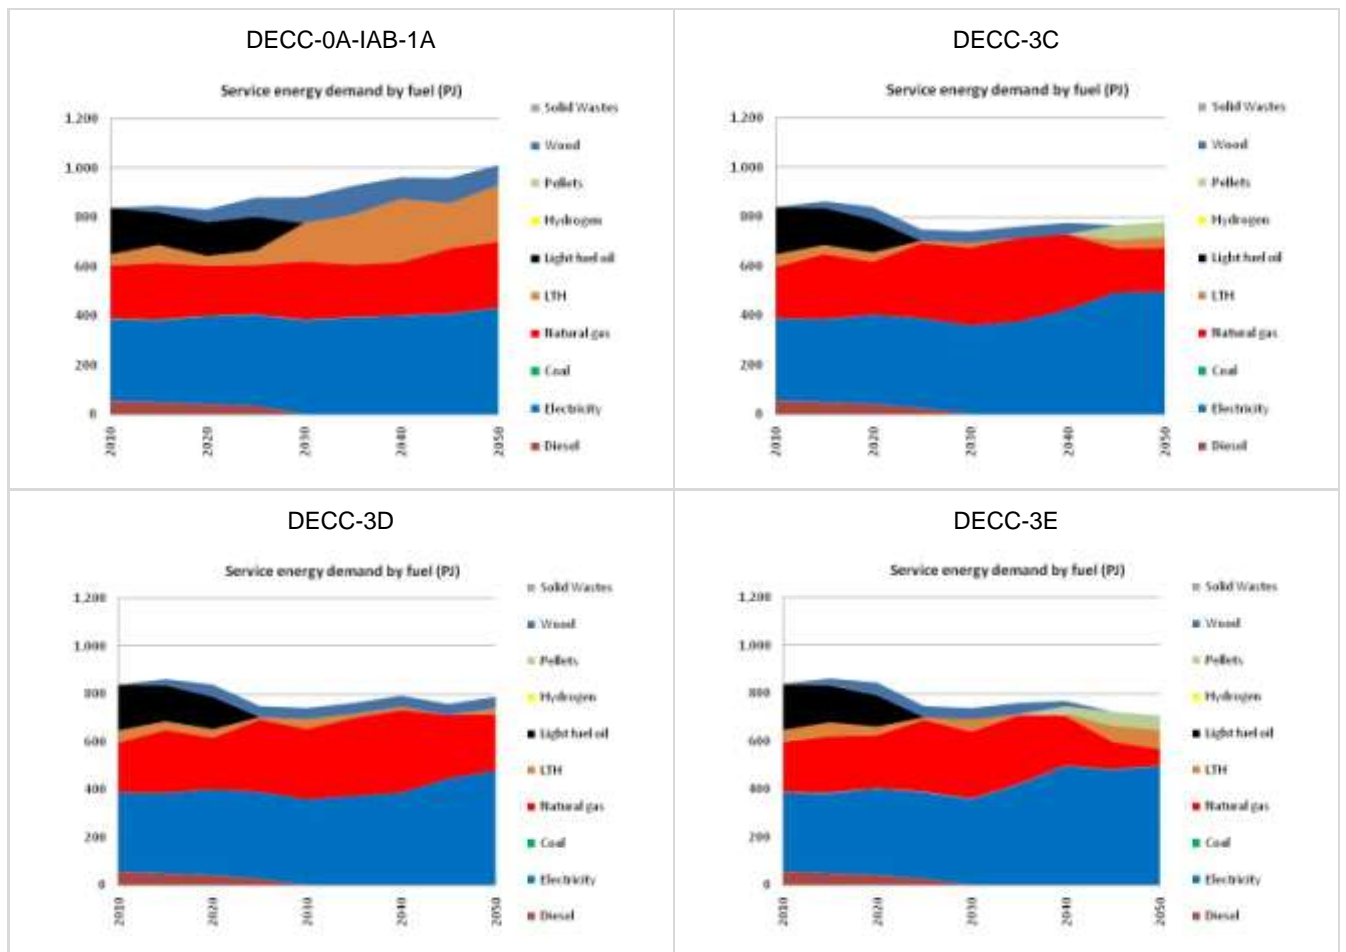 DECC-0A-IAB-1A
Service energy demand by fuel (PJ)
1.200
1.000
800
600
400
200
0
2010
2020
2030
2040
2050
Solid Wastes
Wood
Pellets
Hydrogen
Light fuel oil
LTH
Natural gas
Coal
Electricity
Diesel
DECC-3C
Service energy demand by fuel (PJ)
1.200
1.000
800
600
400
200
0
2010
2020
2030
2040
2050
Solid Wastes
Wood
Pellets
Hydrogen
Light fuel oil
LTH
Natural gas
Coal
Electricity
Diesel
DECC-3D
Service energy demand by fuel (PJ)
1.200
1.000
800
600
400
200
0
2010
2020
2030
2040
2050
Solid Wastes
Wood
Pellets
Hydrogen
Light fuel oil
LTH
Natural gas
Coal
Electricity
Diesel
DECC-3E
Service energy demand by fuel (PJ)
1.200
1.000
800
600
400
200
0
2010
2020
2030
2040
2050
Solid Wastes
Wood
Pellets
Hydrogen
Light fuel oil
LTH
Natural gas
Coal
Electricity
Diesel